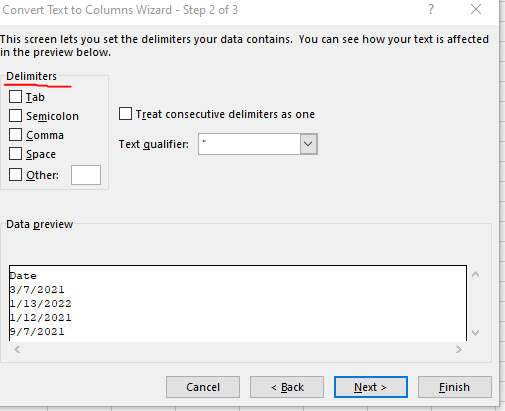 Convert Text to Columns Wizard - Step 2 of 3
?
This screen lets you set the delimiters your data contains. You can see how your text is affected
in the preview below.
Delimiters
Tab
Semicolon
Comma
Space
Other:
Treat consecutive delimiters as one
Text qualifier: "
Data preview
Date
3/7/2021
1/13/2022
1/12/2021
9/7/2021
Cancel
< Back
Next >
Finish